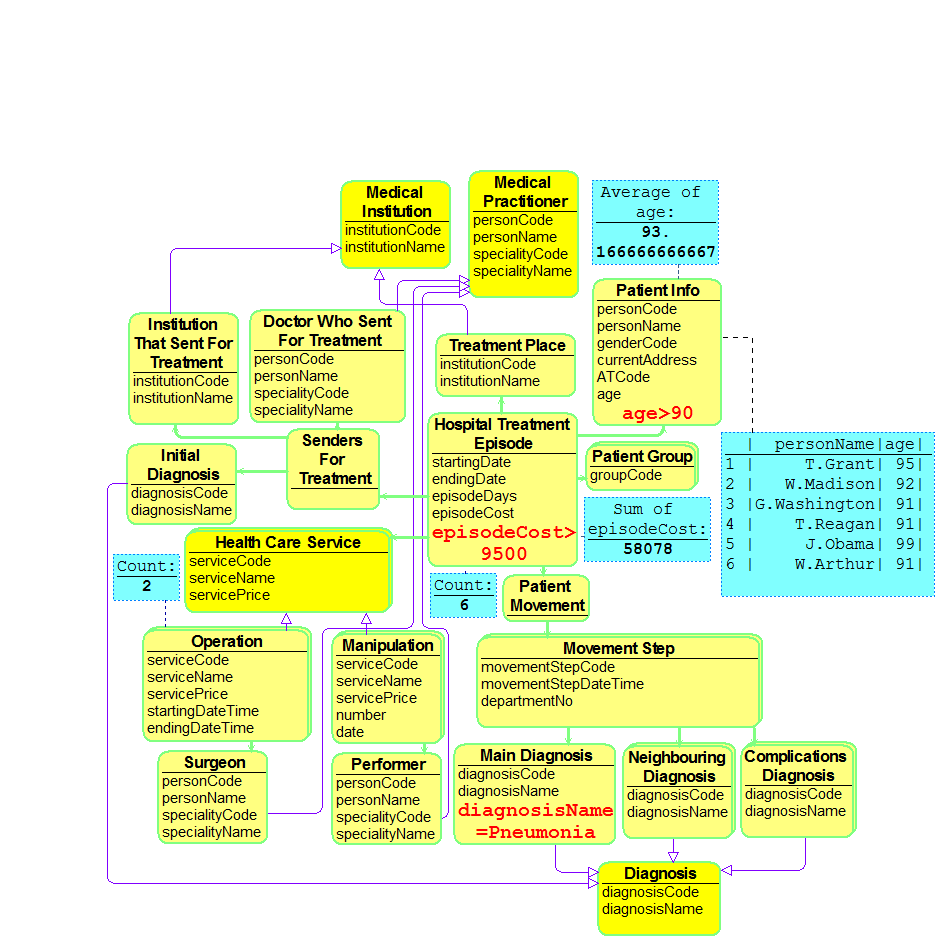 Medical
Institution
institutionCode
institutionName
Medical
Practitioner
personCode
personName
specialityCode
specialityName
Average of
age:
93.
166666666667
Patient Info
personCode
personName
genderCode
currentAddress
ATCode
age
age>90
Institution
That Sent For
Treatment
institutionCode
institutionName
Doctor Who Sent
For Treatment
personCode
personName
specialityCode
specialityName
Treatment Place
institutionCode
institutionName
Hospital Treatment
Episode
startingDate
endingDate
episodeDays
episodeCost
episodeCost>
9500
Senders
For
Treatment
Initial
Diagnosis
diagnosisCode
diagnosisName
Patient Group
groupCode
| personName|age|
1 | T.Grant| 95|
2 | W.Madison| 92|
3 |G.Washington| 91|
4 | T.Reagan| 91|
5 | J.Obama| 99|
6 | W.Arthur| 91|
Sum of
episodeCost:
58078
Health Care Service
serviceCode
serviceName
servicePrice
Count:
2
Count:
6
Patient
Movement
Operation
serviceCode
serviceName
servicePrice
startingDateTime
endingDateTime
Manipulation
serviceCode
serviceName
servicePrice
number
date
Movement Step
movementStepCode
movementStepDateTime
departmentNo
Surgeon
personCode
personName
specialityCode
specialityName
Performer
personCode
personName
specialityCode
specialityName
Main Diagnosis
diagnosisCode
diagnosisName
diagnosisName
=Pneumonia
Neighbouring
Diagnosis
diagnosisCode
diagnosisName
Complications
Diagnosis
diagnosisCode
diagnosisName
Diagnosis
diagnosisCode
diagnosisName